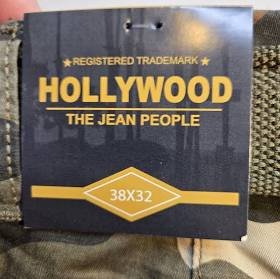 ★ REGISTERED TRADEMARK ★
HOLLYWOOD
THE JEAN PEOPLE
38X32